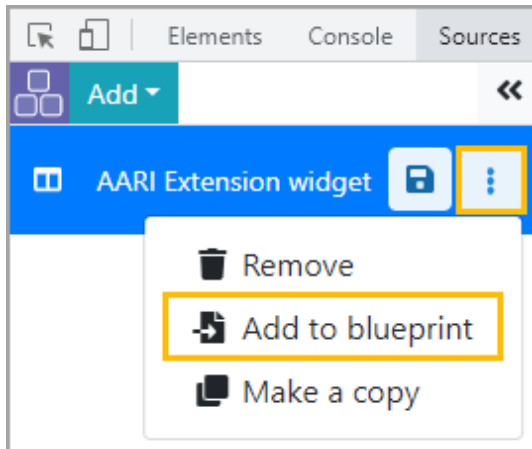 Elements Console Sources
Add
AARI Extension widget
Remove
Add to blueprint
Make a copy